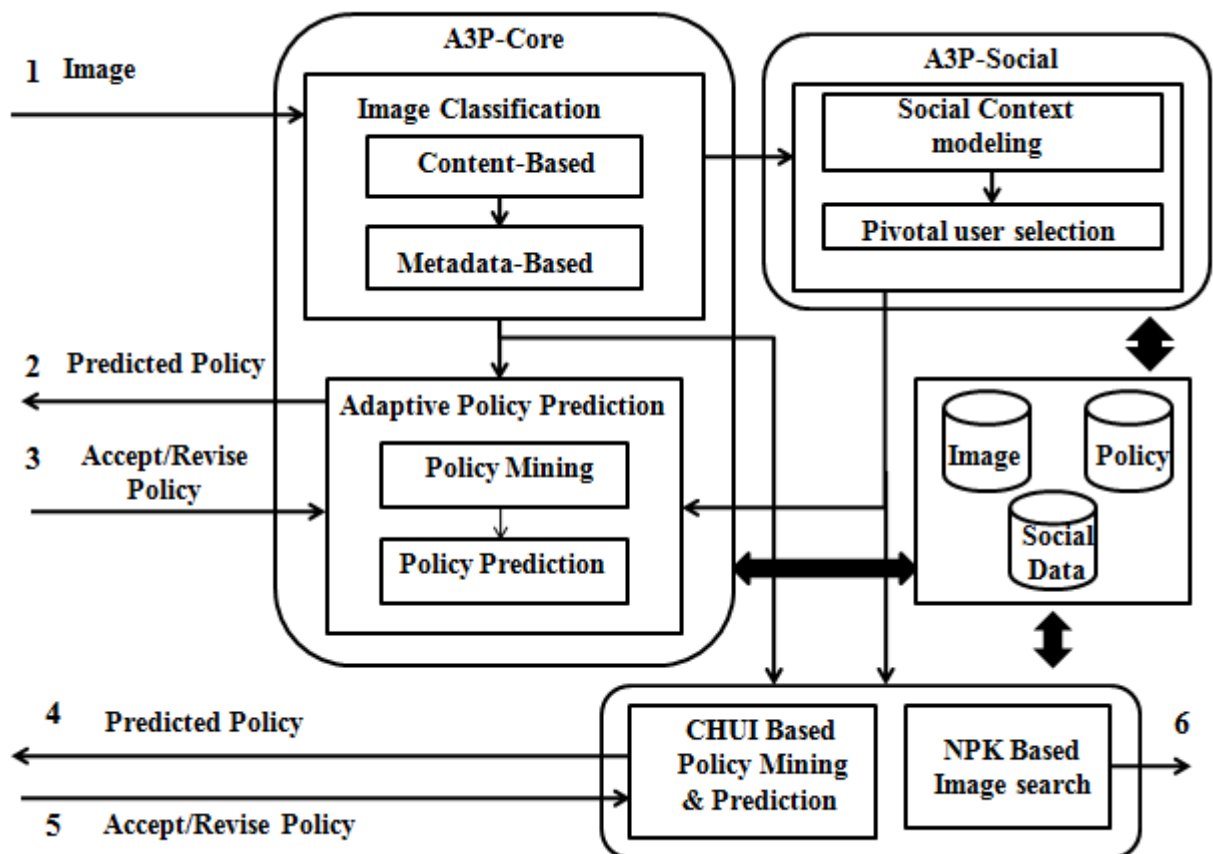 A3P-Core
1 Image
Image Classification
Content-Based
Metadata-Based
A3P-Social
Social Context
modeling
Pivotal user selection
2 Predicted Policy
3 Accept/Revise
Policy
Adaptive Policy Prediction
Policy Mining
Policy Prediction
Image
Policy
Social
Data
4 Predicted Policy
5 Accept/Revise Policy
CHUI Based
Policy Mining
& Prediction
NPK Based
Image search
6